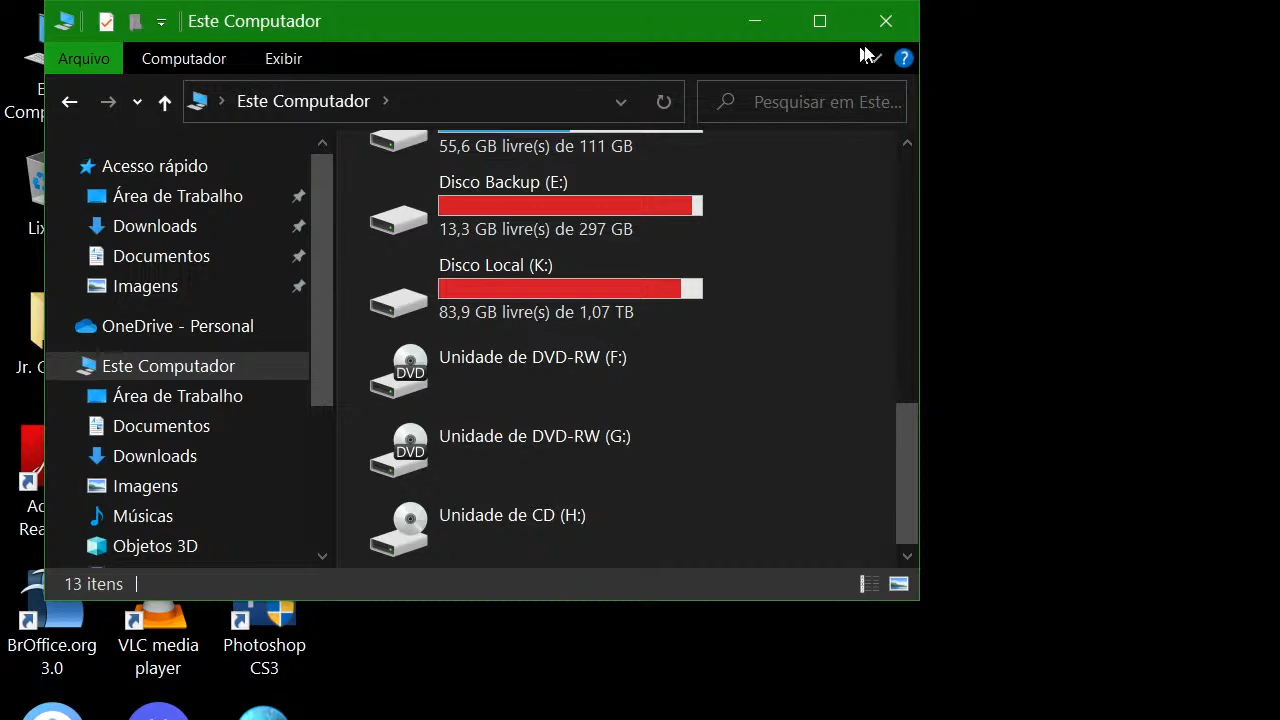 Este Computador
Arquivo
Computador
Exibir
Este Computador
Pesquisar em Este...
Acesso rápido
Área de Trabalho
Downloads
Documentos
Imagens
OneDrive - Personal
Este Computador
Área de Trabalho
Documentos
Downloads
Imagens
Músicas
Objetos 3D
55,6 GB livre(s) de 111 GB
Disco Backup (E:)
13,3 GB livre(s) de 297 GB
Disco Local (K:)
83,9 GB livre(s) de 1,07 TB
DVD
Unidade de DVD-RW (F:)
DVD
Unidade de DVD-RW (G:)
Unidade de CD (H:)
13 itens
BrOffice.org
3.0
VLC media
player
Photoshop
CS3